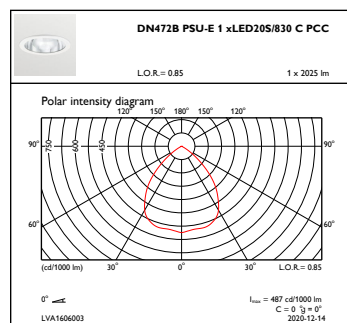 DN472B PSU-E 1 xLED20S/830 C PCC
L.O.R.= 0.85 1 x 2025 lm
Polar intensity diagram
120° 150° 180° 150° 120°
90° 750 600 450 90°
60° 60°
(cd/1000 lm) 30° 0° 30° L.O.R.= 0.85
0° Imax = 487 cd/1000 lm
C = 0 °g = 0°
LVA1606003 2020-12-14